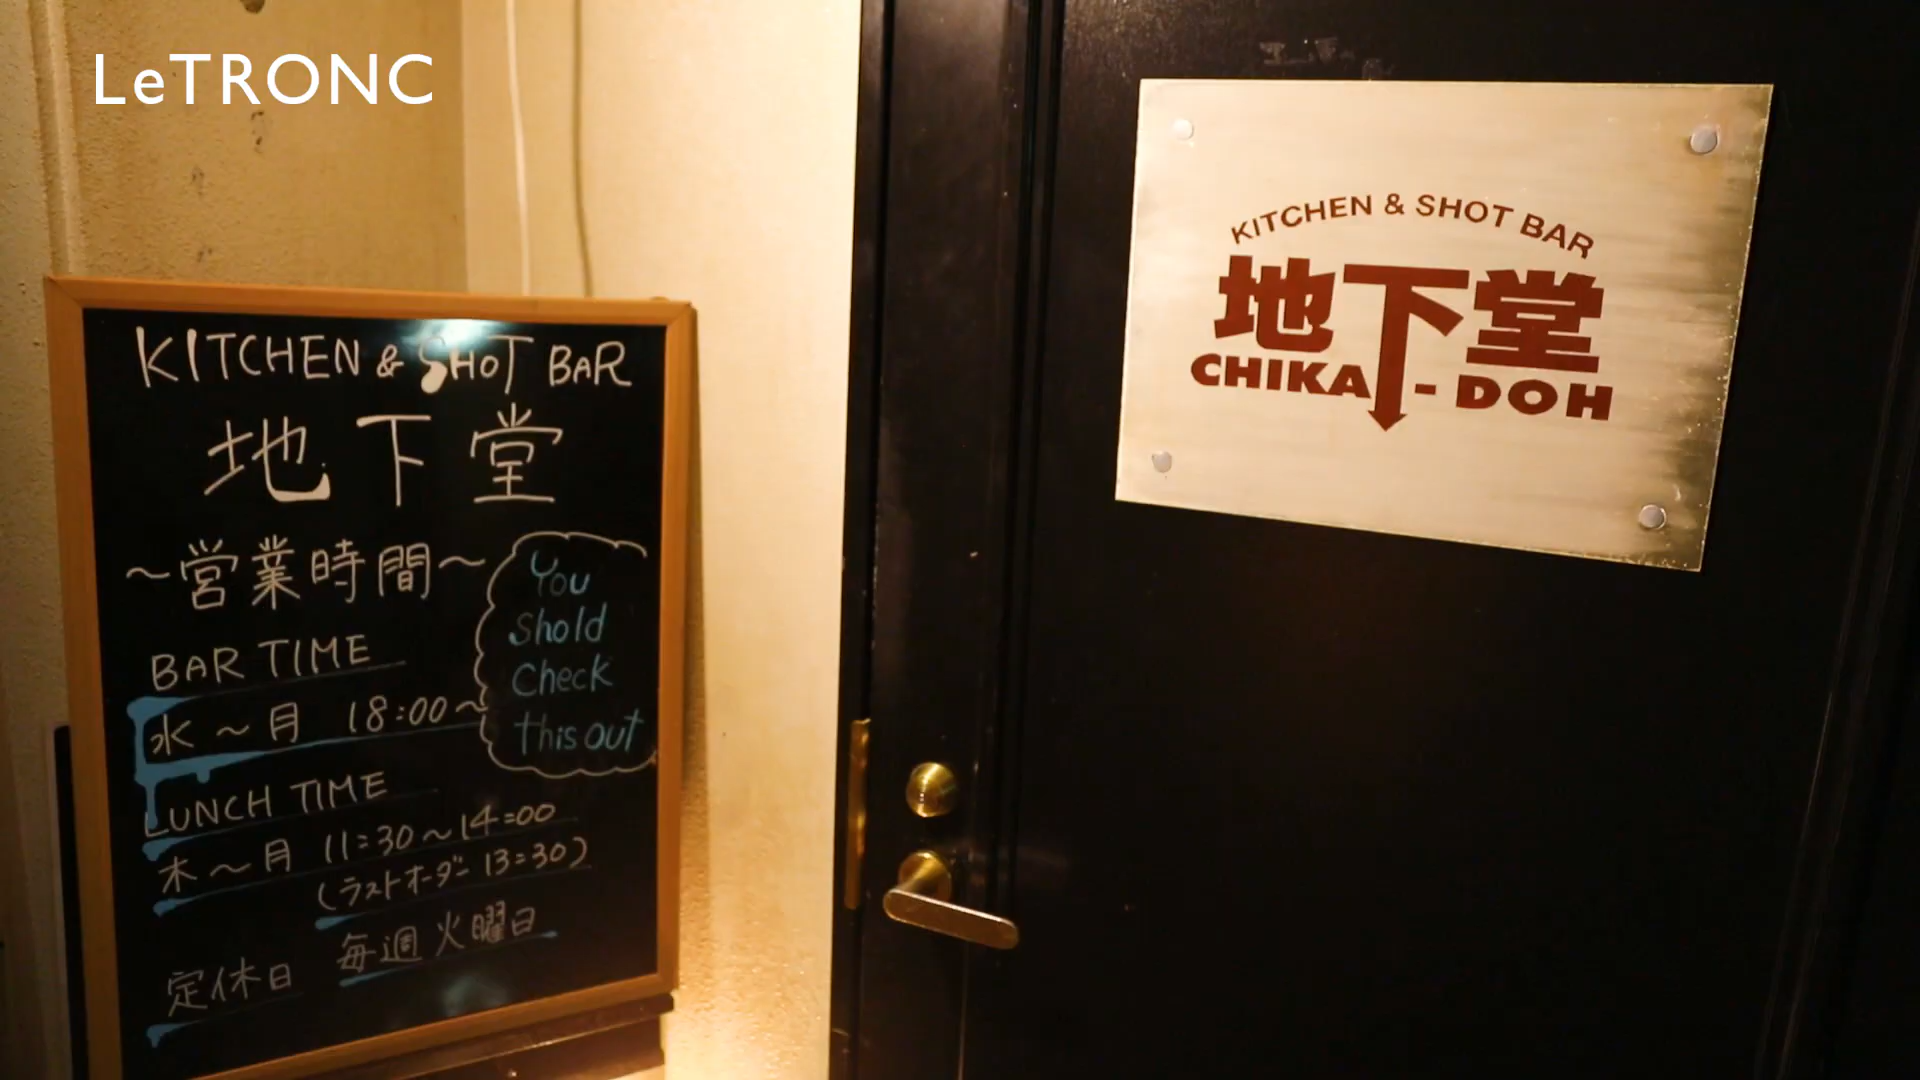 LeTRONC
KITCHEN & SHOT BAR
地下堂
～営業時間～
BAR TIME
水～月 18:00～
LUNCH TIME
木～月 11:30～14:00
(ラストオーダー 13:30)
定休日 毎週火曜日
You
Shold
Check
this out
KITCHEN & SHOT BAR
地下堂
CHIKA-DOH